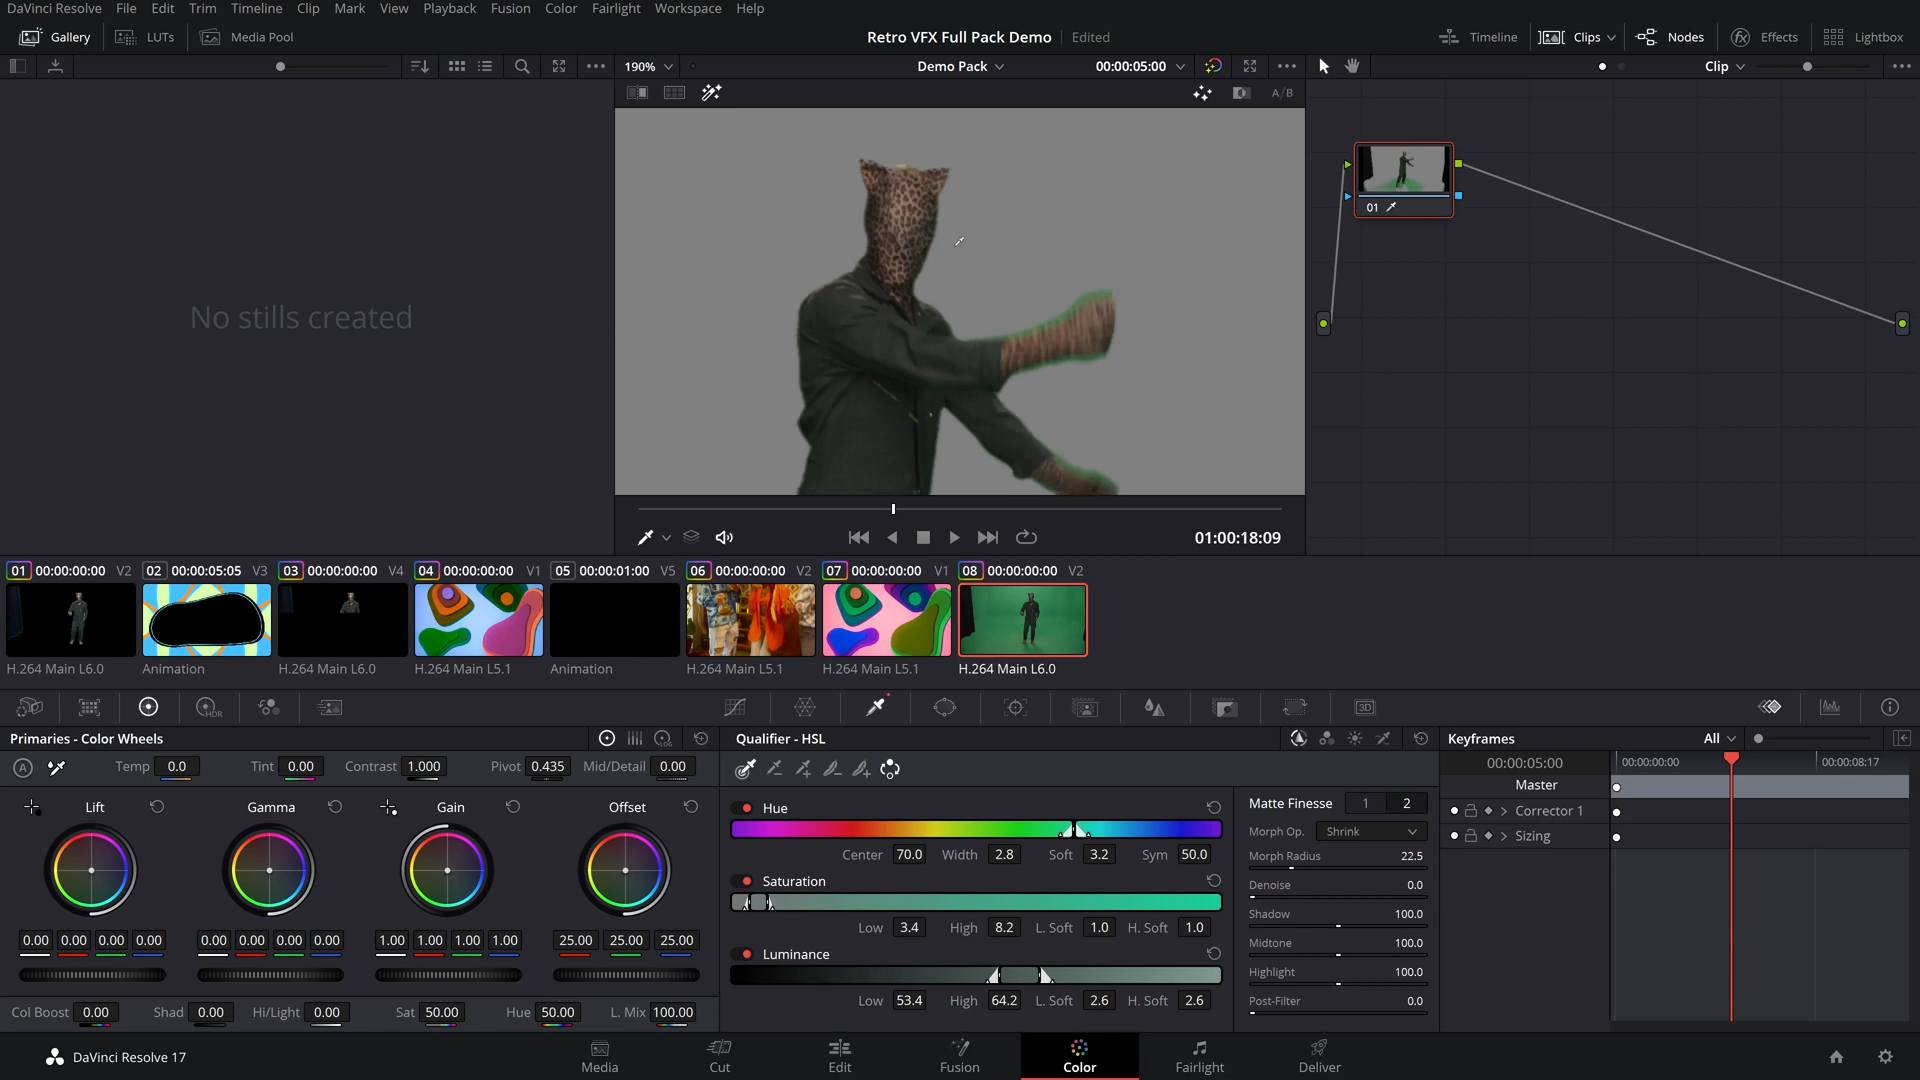 DaVinci Resolve File Edit Trim Timeline Clip Mark View Playback Fusion Color Fairlight Workspace Help
Gallery LUTs Media Pool Retro VFX Full Pack Demo Edited Timeline Clips Nodes Effects Lightbox
190% Demo Pack 00:00:05:00 Clip
A/B
No stills created
01
01:00:18:09
01 00:00:00:00 V2 02 00:00:05:05 V3 03 00:00:00:00 V4 04 00:00:00:00 V1 05 00:00:01:00 V5 06 00:00:00:00 V2 07 00:00:00:00 V1 08 00:00:00:00 V2
H.264 Main L6.0 Animation H.264 Main L6.0 H.264 Main L5.1 Animation H.264 Main L5.1 H.264 Main L5.1 H.264 Main L6.0
HDR 3D
Primaries - Color Wheels LOG Qualifier - HSL Keyframes All
A Temp 0.0 Tint 0.00 Contrast 1.000 Pivot 0.435 Mid/Detail 0.00
00:00:05:00 00:00:00:00 00:00:08:17
Master
Corrector 1
Sizing
Lift Gamma Gain Offset
0.00 0.00 0.00 0.00 0.00 0.00 0.00 0.00 1.00 1.00 1.00 1.00 25.00 25.00 25.00
Col Boost 0.00 Shad 0.00 Hi/Light 0.00 Sat 50.00 Hue 50.00 L. Mix 100.00
Hue
Center 70.0 Width 2.8 Soft 3.2 Sym 50.0
Saturation
Low 3.4 High 8.2 L. Soft 1.0 H. Soft 1.0
Luminance
Low 53.4 High 64.2 L. Soft 2.6 H. Soft 2.6
Matte Finesse 1 2
Morph Op. Shrink
Morph Radius 22.5
Denoise 0.0
Shadow 100.0
Midtone 100.0
Highlight 100.0
Post-Filter 0.0
DaVinci Resolve 17 Media Cut Edit Fusion Color Fairlight Deliver